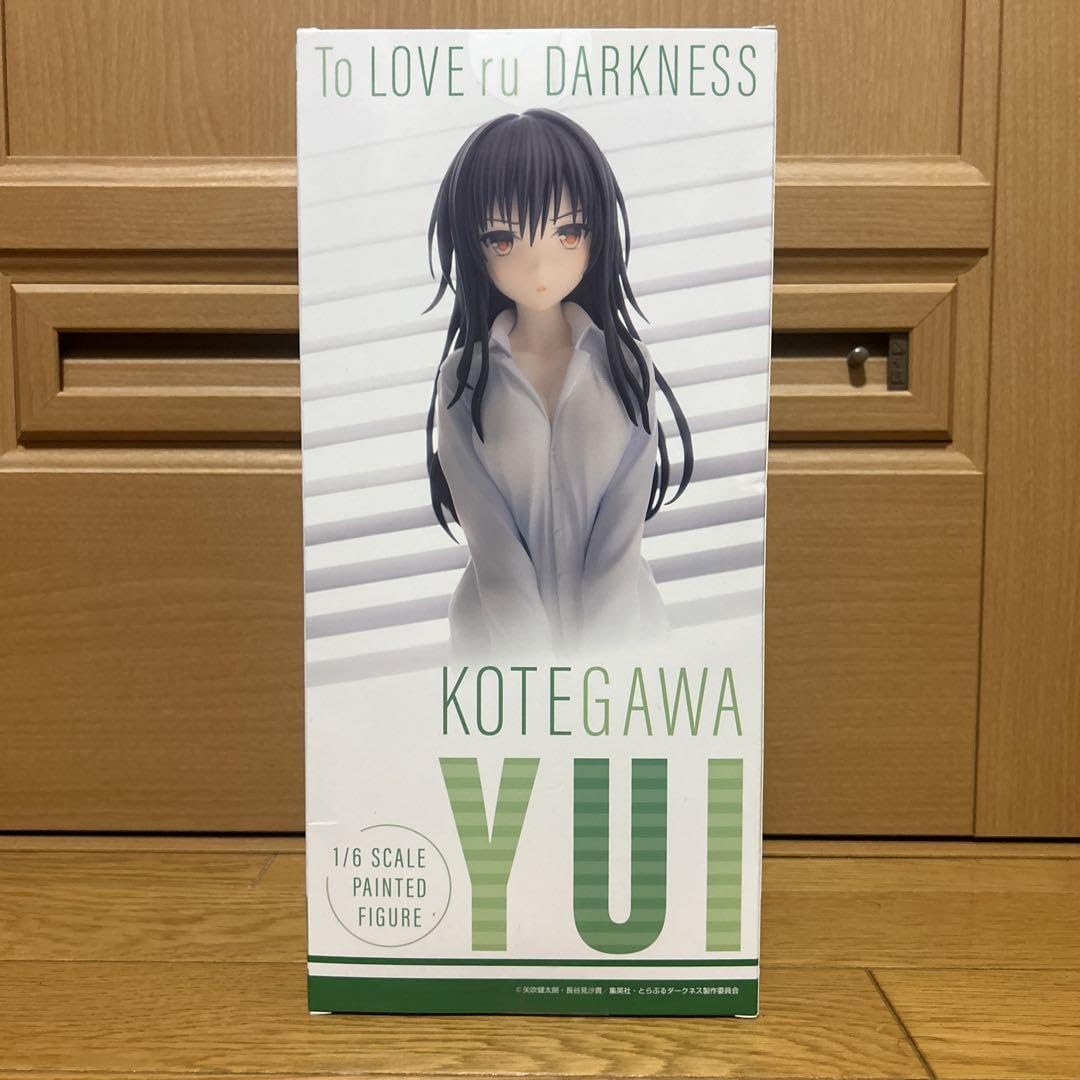 To LOVE ru DARKNESS
KOTEGAWA
YUI
1/6 SCALE
PAINTED
FIGURE
©矢吹健太朗・長谷見沙貴／集英社・とらぶるダークネス製作委員会